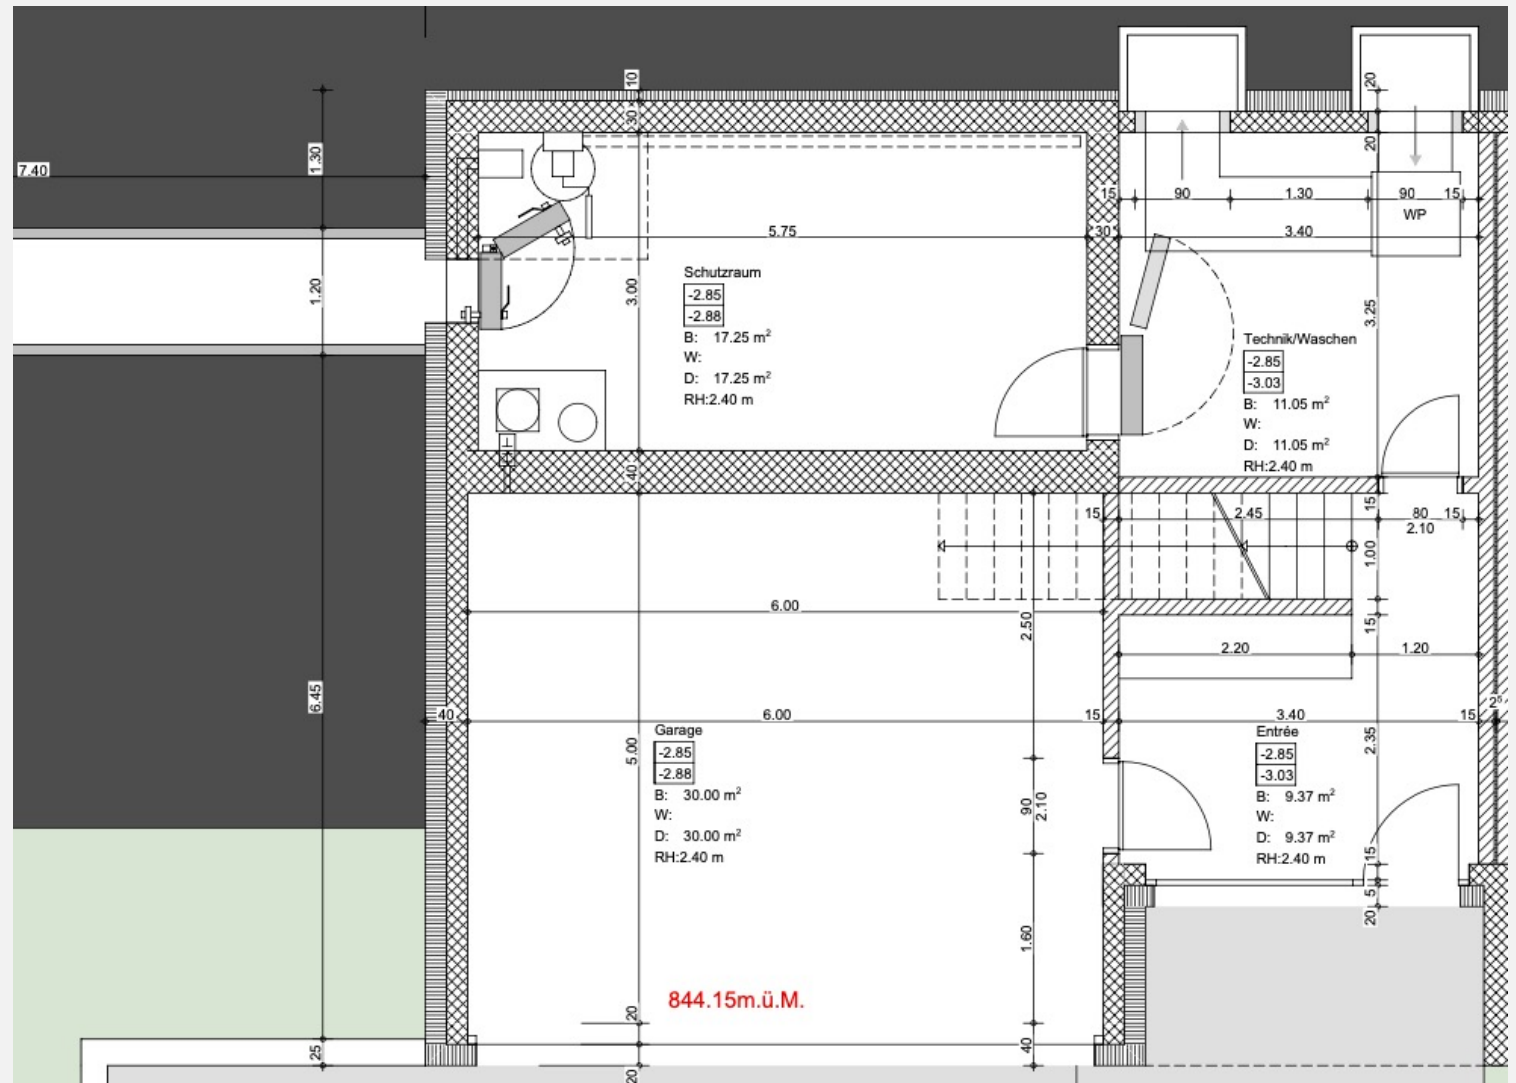 10
20
30
1.30
20
7.40
15
90
1.30
90
15
WP
5.75
30
3.40
Schutzraum
-2.85
-2.88
B: 17.25 m²
W:
D: 17.25 m²
RH:2.40 m
1.20
3.00
3.25
Technik/Waschen
-2.85
-3.03
B: 11.05 m²
W:
D: 11.05 m²
RH:2.40 m
40
15
15
2.45
80
15
2.10
1.00
6.00
2.50
15
2.20
1.20
6.45
40
6.00
15
3.40
15
2⁵
Garage
-2.85
-2.88
B: 30.00 m²
W:
D: 30.00 m²
RH:2.40 m
5.00
90
2.10
Entrée
-2.85
-3.03
B: 9.37 m²
W:
D: 9.37 m²
RH:2.40 m
2.35
15
5
20
1.60
844.15m.ü.M.
20
25
40
20